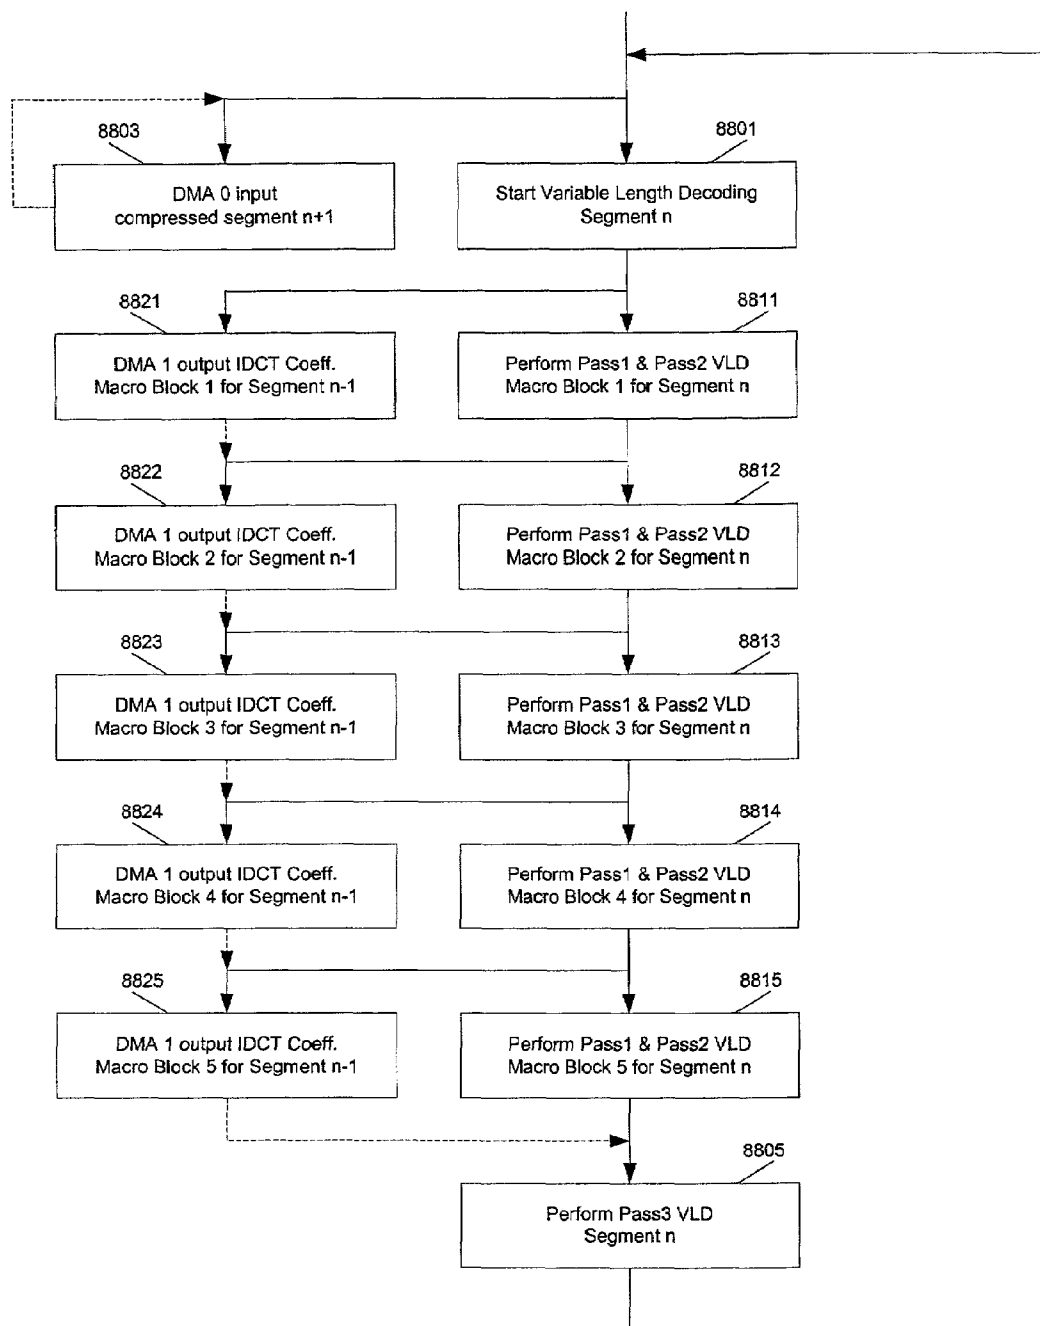 8803
8801
DMA 0 input
compressed segment n+1
Start Variable Length Decoding
Segment n
8821
8811
DMA 1 output IDCT Coeff.
Macro Block 1 for Segment n-1
Perform Pass1 & Pass2 VLD
Macro Block 1 for Segment n
8822
8812
DMA 1 output IDCT Coeff.
Macro Block 2 for Segment n-1
Perform Pass1 & Pass2 VLD
Macro Block 2 for Segment n
8823
8813
DMA 1 output IDCT Coeff.
Macro Block 3 for Segment n-1
Perform Pass1 & Pass2 VLD
Macro Block 3 for Segment n
8824
8814
DMA 1 output IDCT Coeff.
Macro Block 4 for Segment n-1
Perform Pass1 & Pass2 VLD
Macro Block 4 for Segment n
8825
8815
DMA 1 output IDCT Coeff.
Macro Block 5 for Segment n-1
Perform Pass1 & Pass2 VLD
Macro Block 5 for Segment n
8805
Perform Pass3 VLD
Segment n